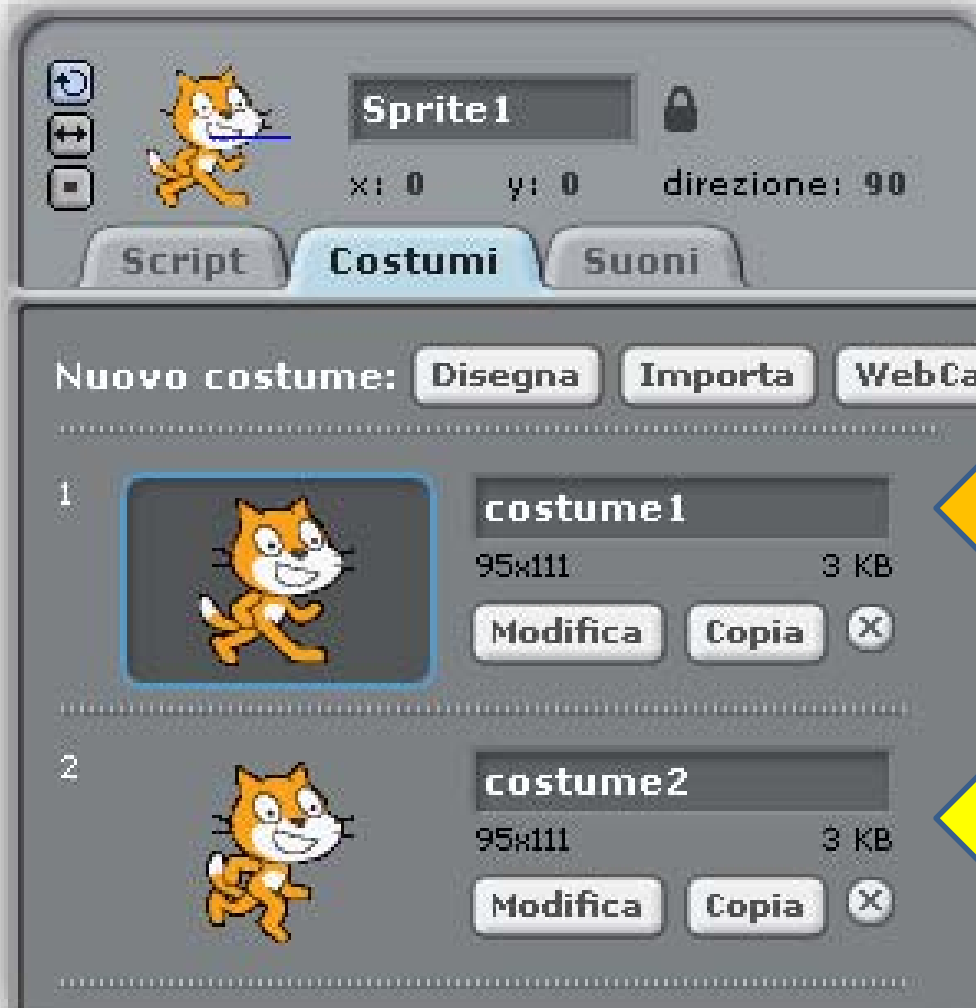 Sprite1
x: 0 y: 0 direzione: 90
Script Costumi Suoni
Nuovo costume: Disegna Importa WebCa
1
costume1
95x111 3 KB
Modifica Copia
2
costume2
95x111 3 KB
Modifica Copia